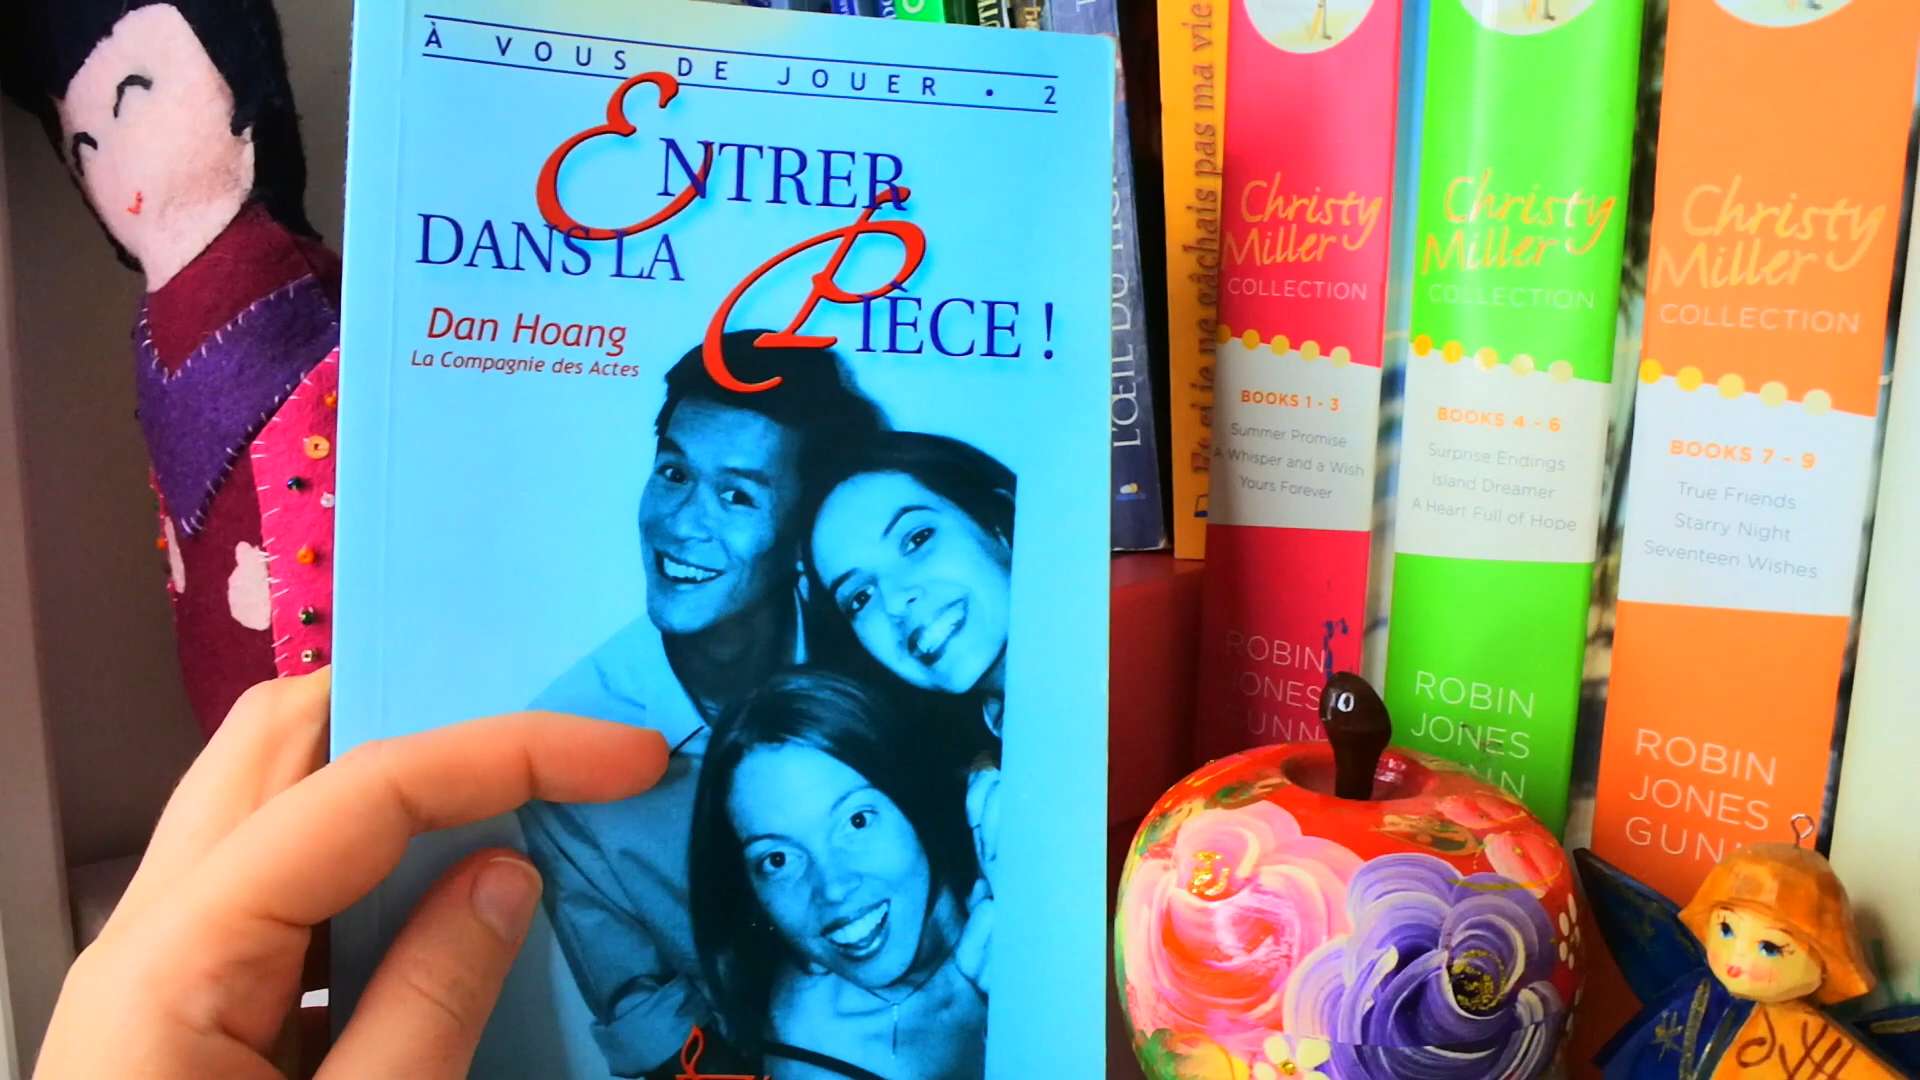 À VOUS DE JOUER • 2
ENTRER
DANS LA
PIÈCE !
Dan Hoang
La Compagnie des Actes
L'ŒIL DU
si je ne gâchais pas ma vie
Christy
Miller
COLLECTION
BOOKS 1 - 3
Summer Promise
A Whisper and a Wish
Yours Forever
ROBIN
JONES
GUNN
Christy
Miller
COLLECTION
BOOKS 4 - 6
Surprise Endings
Island Dreamer
A Heart Full of Hope
ROBIN
JONES
GUNN
Christy
Miller
COLLECTION
BOOKS 7 - 9
True Friends
Starry Night
Seventeen Wishes
ROBIN
JONES
GUNN